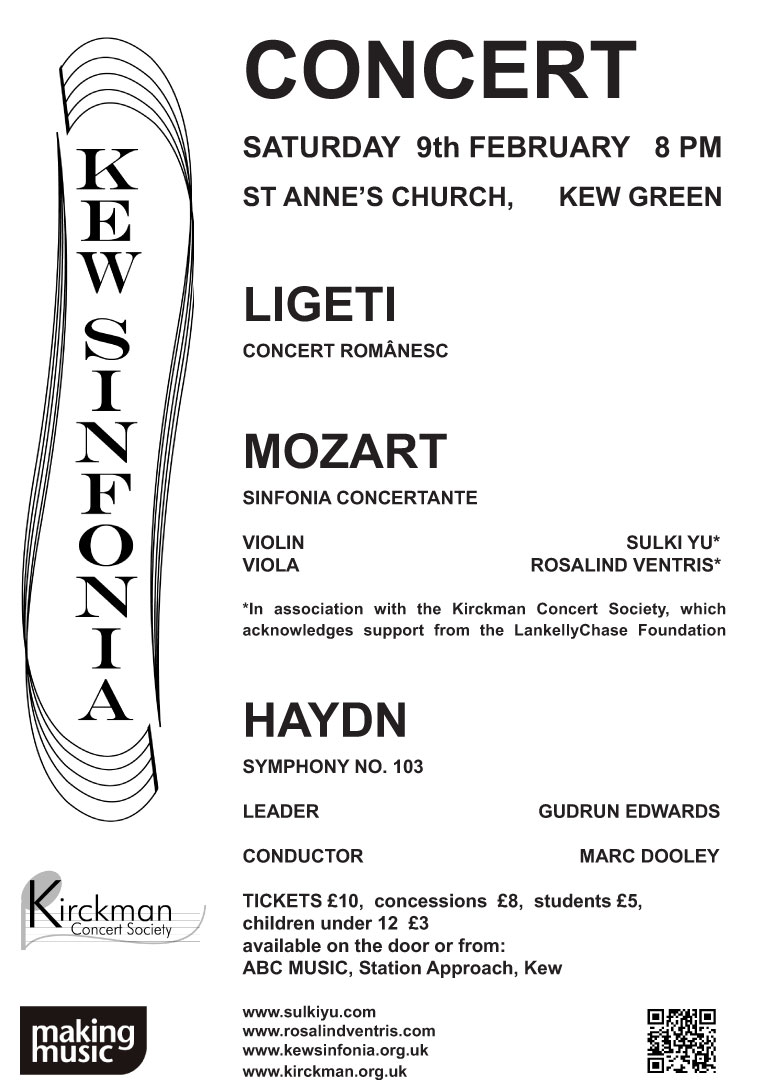 KEW SINFONIA
CONCERT
SATURDAY 9th FEBRUARY 8 PM
ST ANNE'S CHURCH, KEW GREEN
LIGETI
CONCERT ROMÂNESC
MOZART
SINFONIA CONCERTANTE
VIOLIN SULKI YU*
VIOLA ROSALIND VENTRIS*
*In association with the Kirckman Concert Society, which
acknowledges support from the LankellyChase Foundation
HAYDN
SYMPHONY NO. 103
LEADER GUDRUN EDWARDS
CONDUCTOR MARC DOOLEY
TICKETS £10, concessions £8, students £5,
children under 12 £3
available on the door or from:
ABC MUSIC, Station Approach, Kew
Kirckman
Concert Society
making
music
www.sulkiyu.com
www.rosalindventris.com
www.kewsinfonia.org.uk
www.kirckman.org.uk